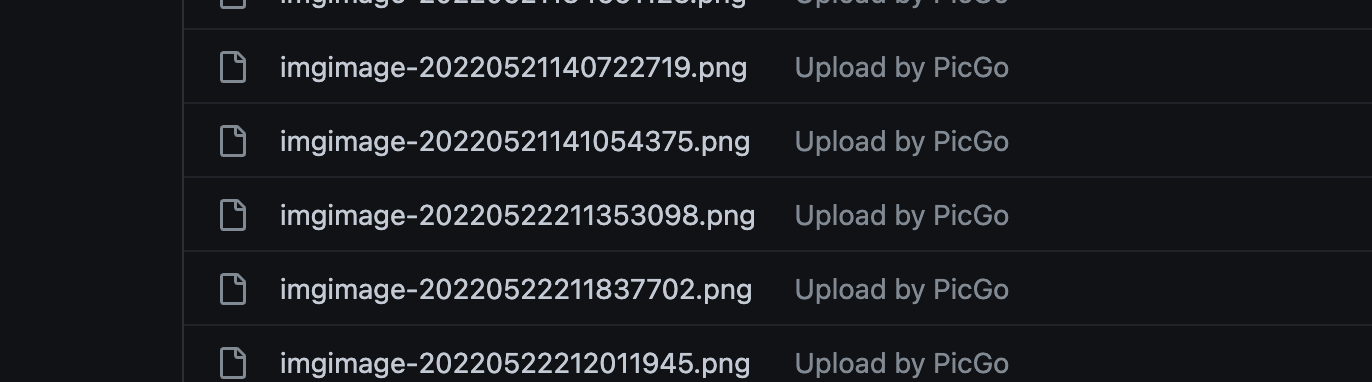 Upload by PicGo
imgimage-20220521140722719.png Upload by PicGo
imgimage-20220521141054375.png Upload by PicGo
imgimage-20220522211353098.png Upload by PicGo
imgimage-20220522211837702.png Upload by PicGo
imgimage-20220522212011945.png Upload by PicGo